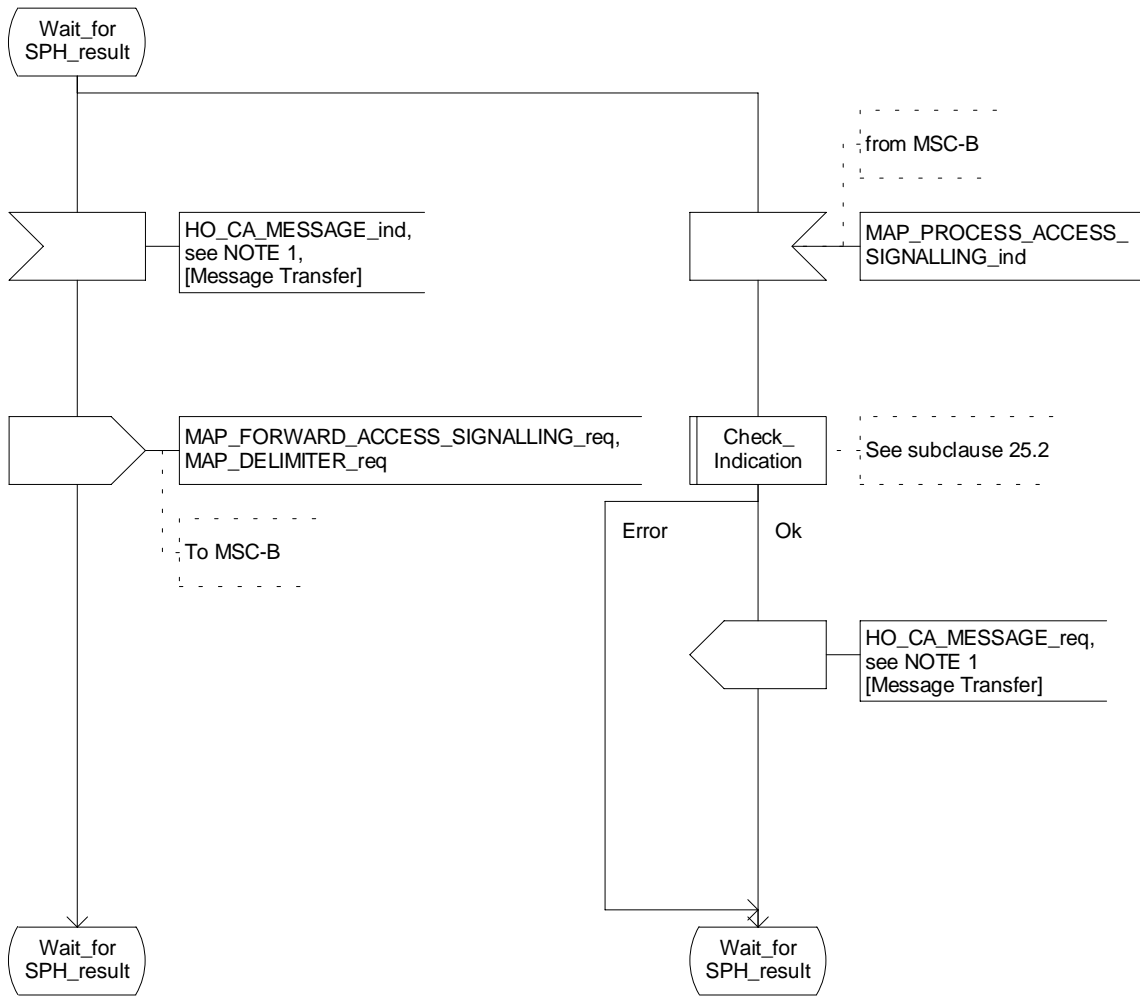 Wait_for
SPH_result
from MSC-B
HO_CA_MESSAGE_ind,
see NOTE 1,
[Message Transfer]
MAP_PROCESS_ACCESS_
SIGNALLING_ind
MAP_FORWARD_ACCESS_SIGNALLING_req,
MAP_DELIMITER_req
Check_
Indication
See subclause 25.2
To MSC-B
Error
Ok
HO_CA_MESSAGE_req,
see NOTE 1
[Message Transfer]
Wait_for
SPH_result
Wait_for
SPH_result